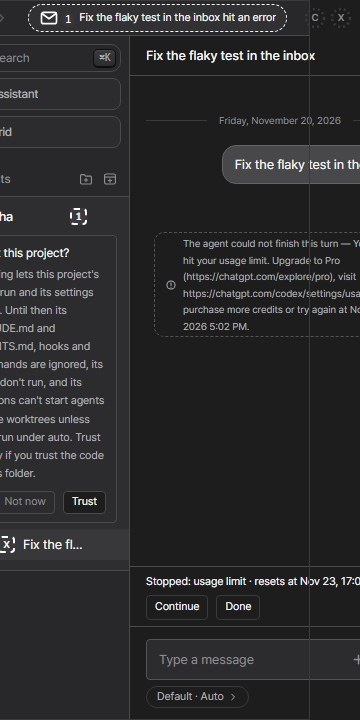 1 Fix the flaky test in the inbox hit an error
C X
earch ⌘K
ssistant
rid
ts
ha 1
t this project?
ing lets this project's
run and its settings
. Until then its
UDE.md and
NTS.md, hooks and
mands are ignored, its
don't run, and its
ons can't start agents
e worktrees unless
run under auto. Trust
y if you trust the code
s folder.
Not now Trust
X Fix the fl...
Fix the flaky test in the inbox
Friday, November 20, 2026
Fix the flaky test in the
The agent could not finish this turn — Y
hit your usage limit. Upgrade to Pro
(https://chatgpt.com/explore/pro), visit
https://chatgpt.com/codex/settings/usa
purchase more credits or try again at No
2026 5:02 PM.
Stopped: usage limit · resets at Nov 23, 17:0
Continue Done
Type a message +
Default · Auto >